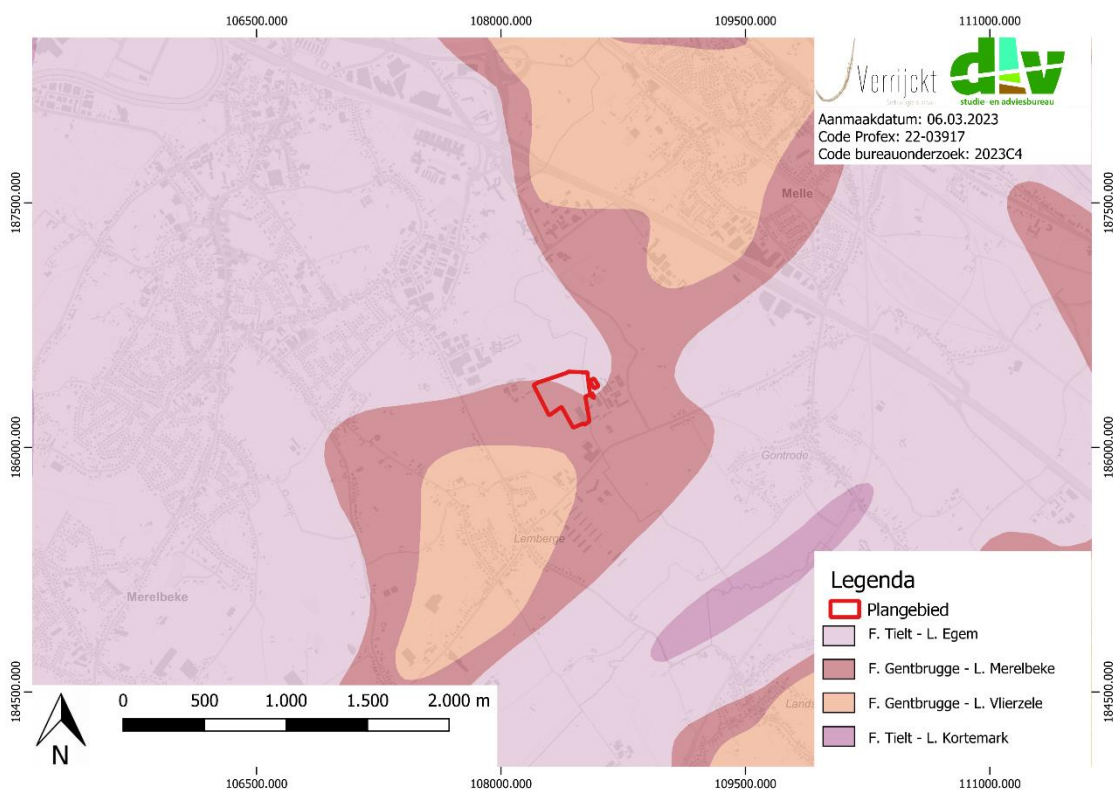 106500.000
108000.000
109500.000
111000.000
Verrijkt
dlv
studie- en adviesbureau
Aanmaakdatum: 06.03.2023
Code Profex: 22-03917
Code bureauonderzoek: 2023C4
187500.000
187500.000
Melle
186000.000
186000.000
Gontrode
Lemberge
Merelbeke
Legenda
Plangebied
F. Tielt - L. Egem
F. Gentbrugge - L. Merelbeke
F. Gentbrugge - L. Vlierzele
F. Tielt - L. Kortemark
184500.000
184500.000
0 500 1.000 1.500 2.000 m
N
106500.000
108000.000
109500.000
111000.000